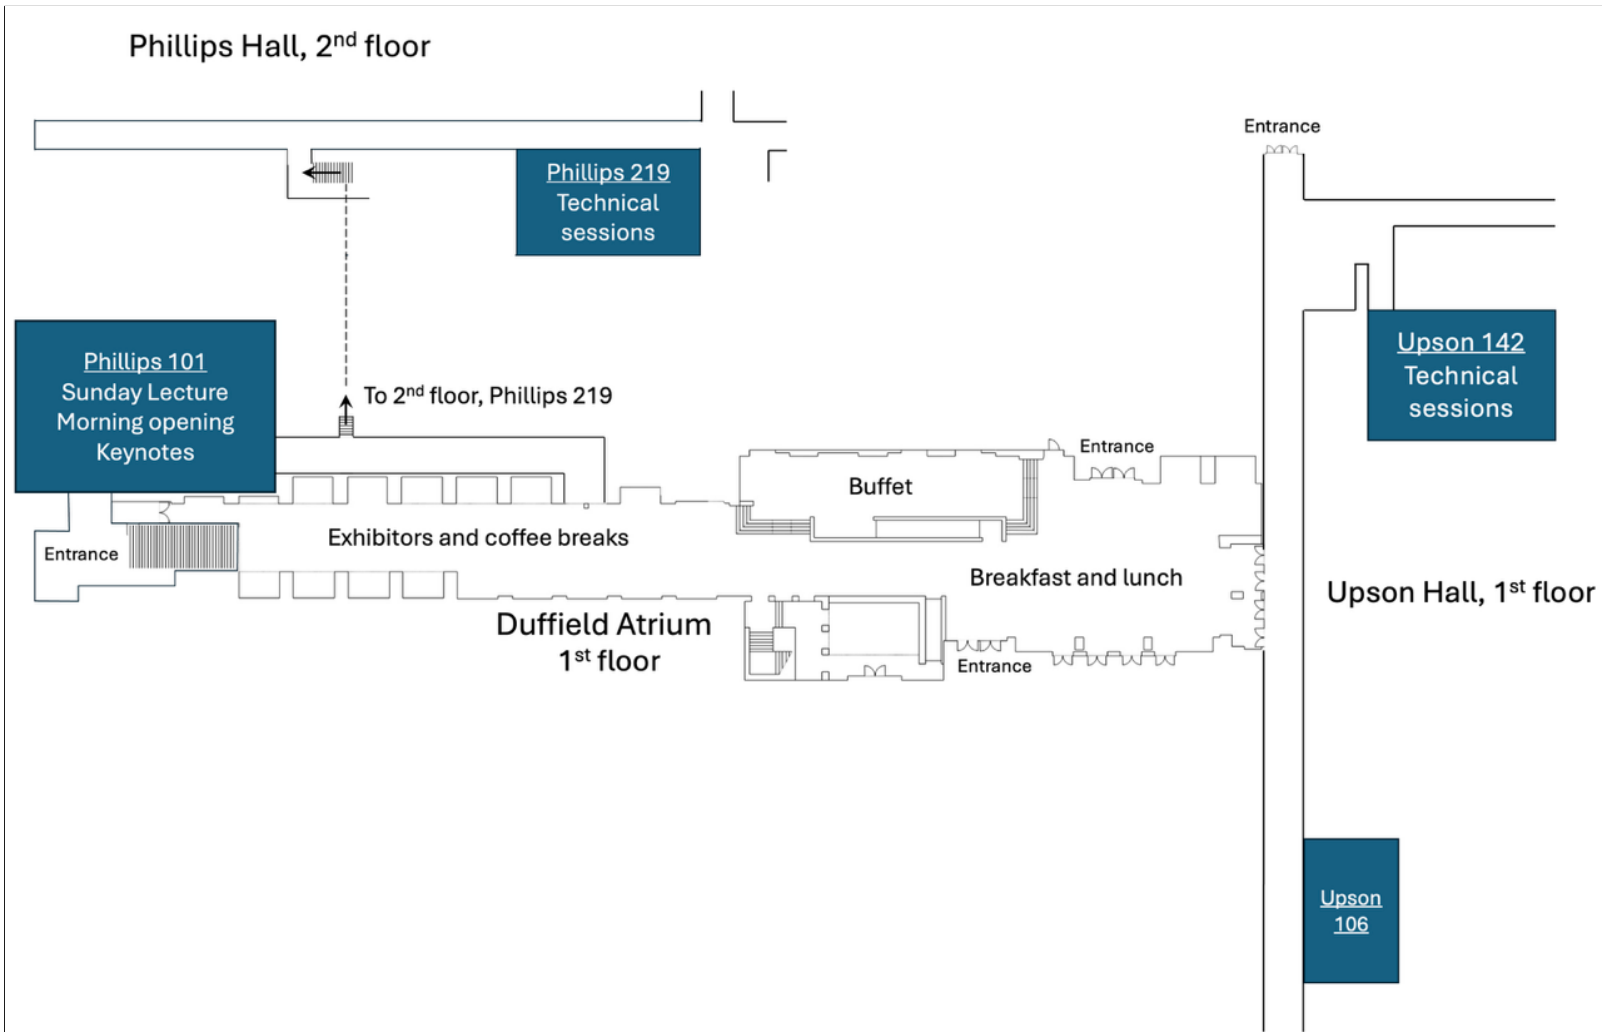 Phillips Hall, 2nd floor
Entrance
Phillips 219
Technical
sessions
Phillips 101
Sunday Lecture
Morning opening
Keynotes
To 2nd floor, Phillips 219
Upson 142
Technical
sessions
Entrance
Buffet
Exhibitors and coffee breaks
Entrance
Breakfast and lunch
Upson Hall, 1st floor
Duffield Atrium
1st floor
Entrance
Upson
106